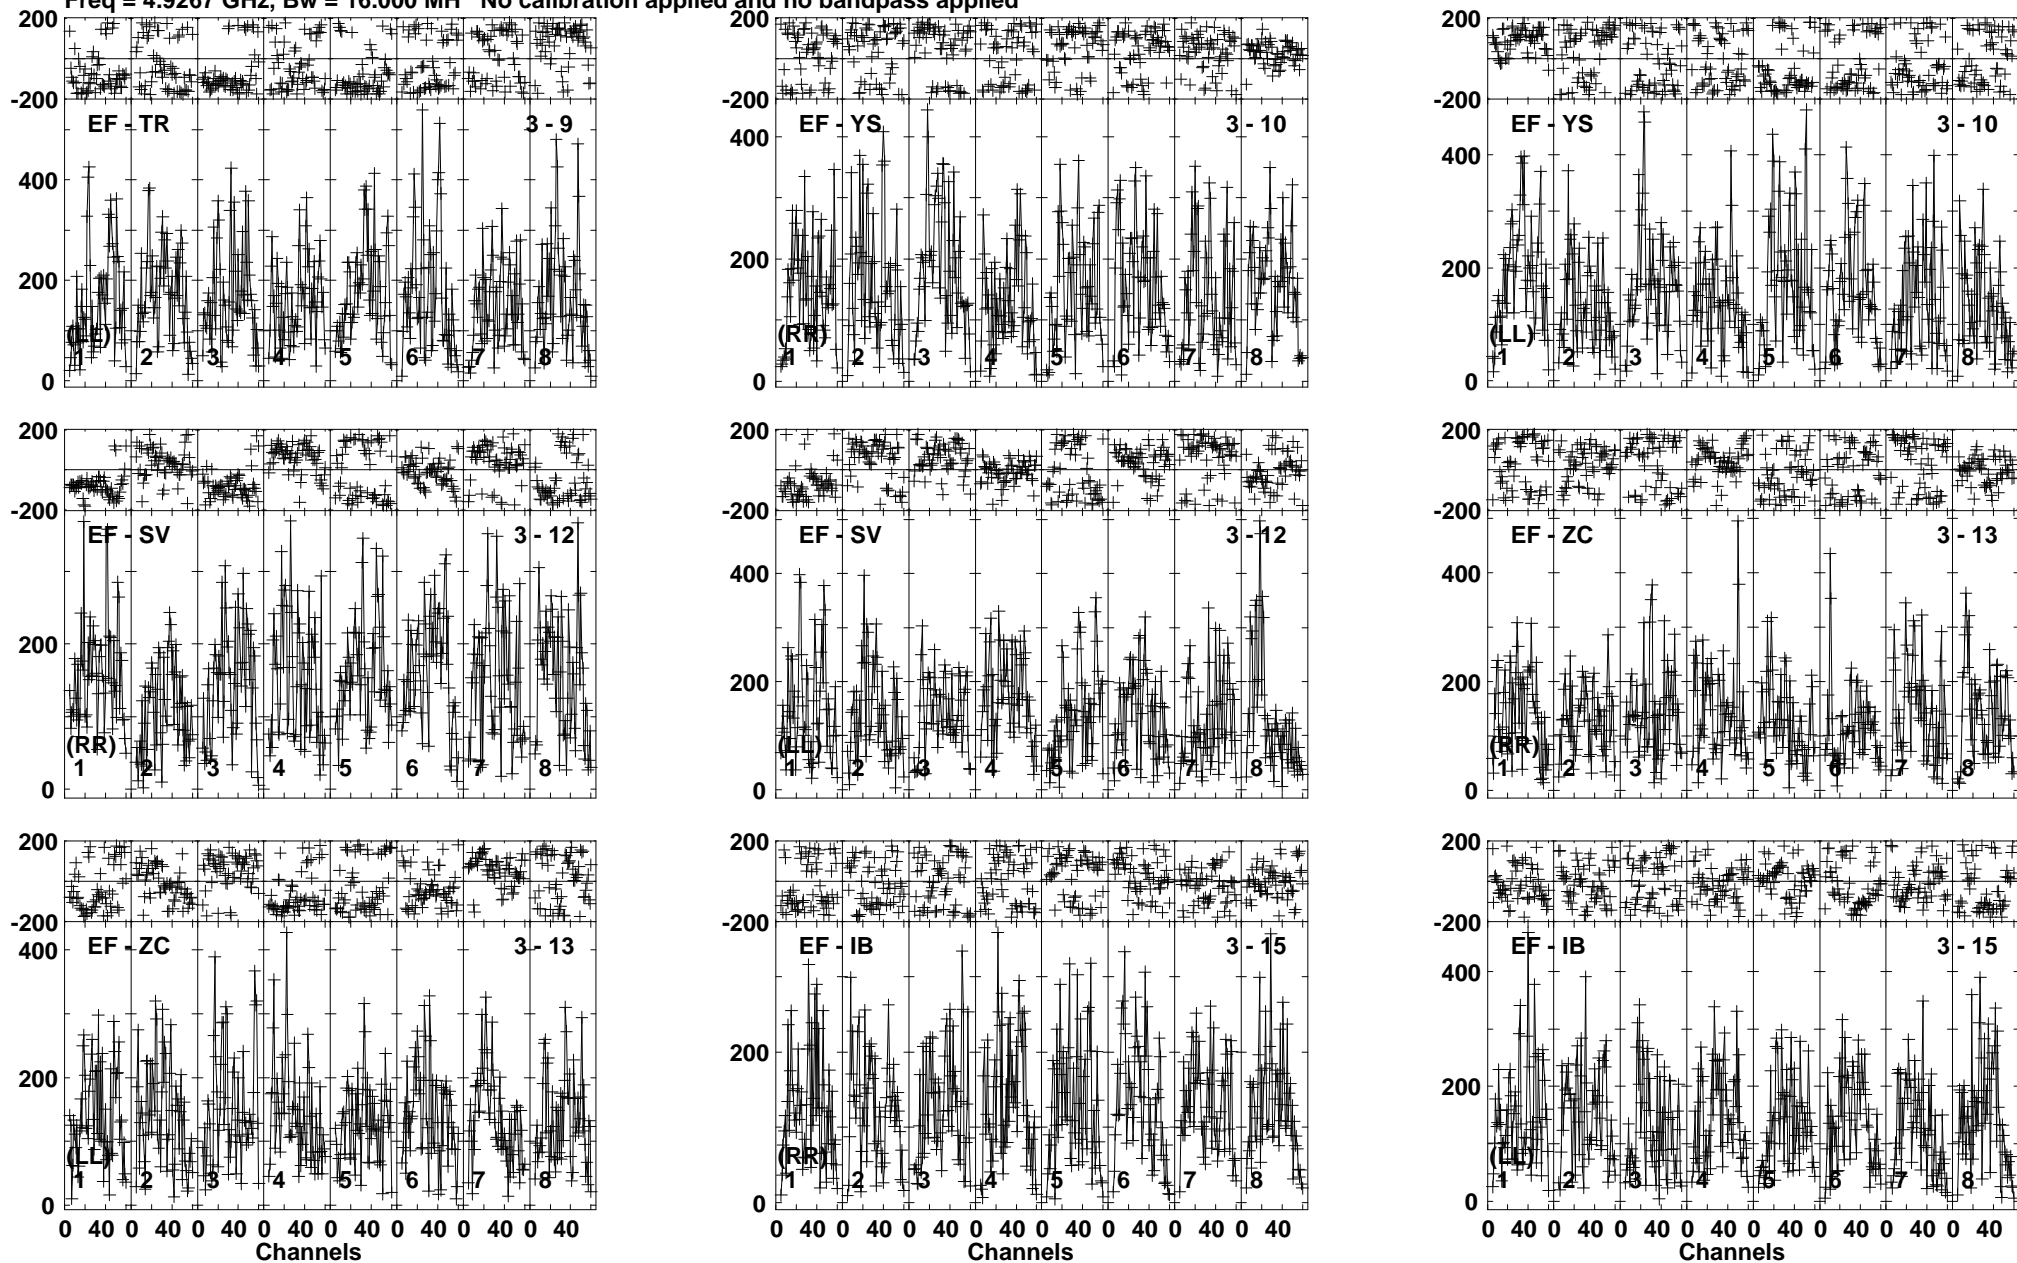 Freq = 4.9267 GHz, Bw = 16.000 MH No calibration applied and no bandpass applied
200 200 200
-200 -200 -200
EF - TR 3 - 9 EF - YS 3 - 10 EF - YS 3 - 10
400 400 400
200 200 200
(LL) (RR) (LL)
1 2 3 4 5 6 7 8 1 2 3 4 5 6 7 8 1 2 3 4 5 6 7 8
0 0 0
200 200 200
-200 -200 -200
EF - SV 3 - 12 EF - SV 3 - 12 EF - ZC 3 - 13
400 400
200 200 200
(RR) (LL) (RR)
1 2 3 4 5 6 7 8 1 2 3 4 5 6 7 8 1 2 3 4 5 6 7 8
0 0 0
200 200 200
-200 -200 -200
EF - ZC 3 - 13 EF - IB 3 - 15 EF - IB 3 - 15
400 400
200 200 200
(LL) (RR) (LL)
1 2 3 4 5 6 7 8 1 2 3 4 5 6 7 8 1 2 3 4 5 6 7 8
0 0 0
0 40 0 40 0 40 0 40 0 40 0 40 0 40 0 40 0 40 0 40 0 40 0 40 0 40 0 40 0 40 0 40 0 40 0 40 0 40 0 40 0 40 0 40 0 40 0 40
Channels Channels Channels